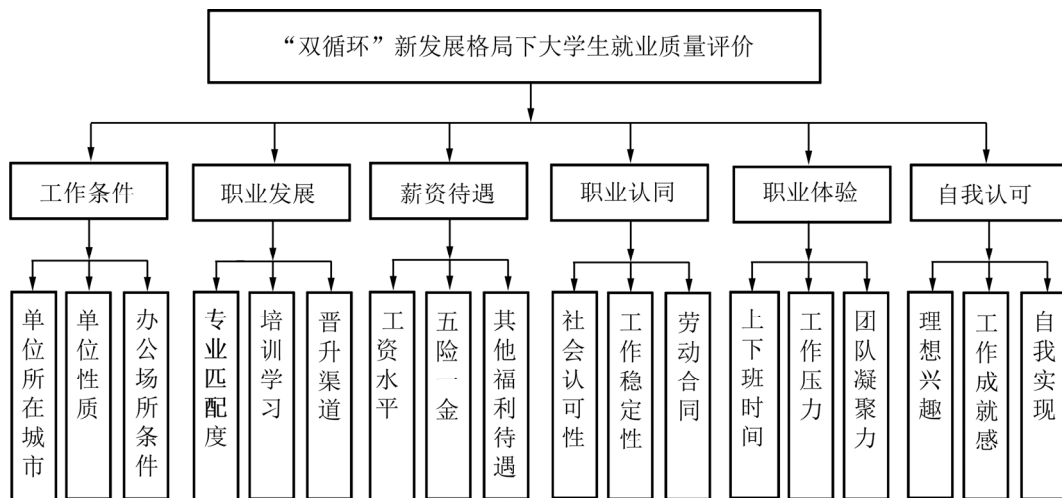 “双循环”新发展格局下大学生就业质量评价
工作条件
职业发展
薪资待遇
职业认同
职业体验
自我认可
单位所在城市
单位性质
办公场所条件
专业匹配度
培训学习
晋升渠道
工资水平
五险一金
其他福利待遇
社会认可性
工作稳定性
劳动合同
上下班时间
工作压力
团队凝聚力
理想兴趣
工作成就感
自我实现